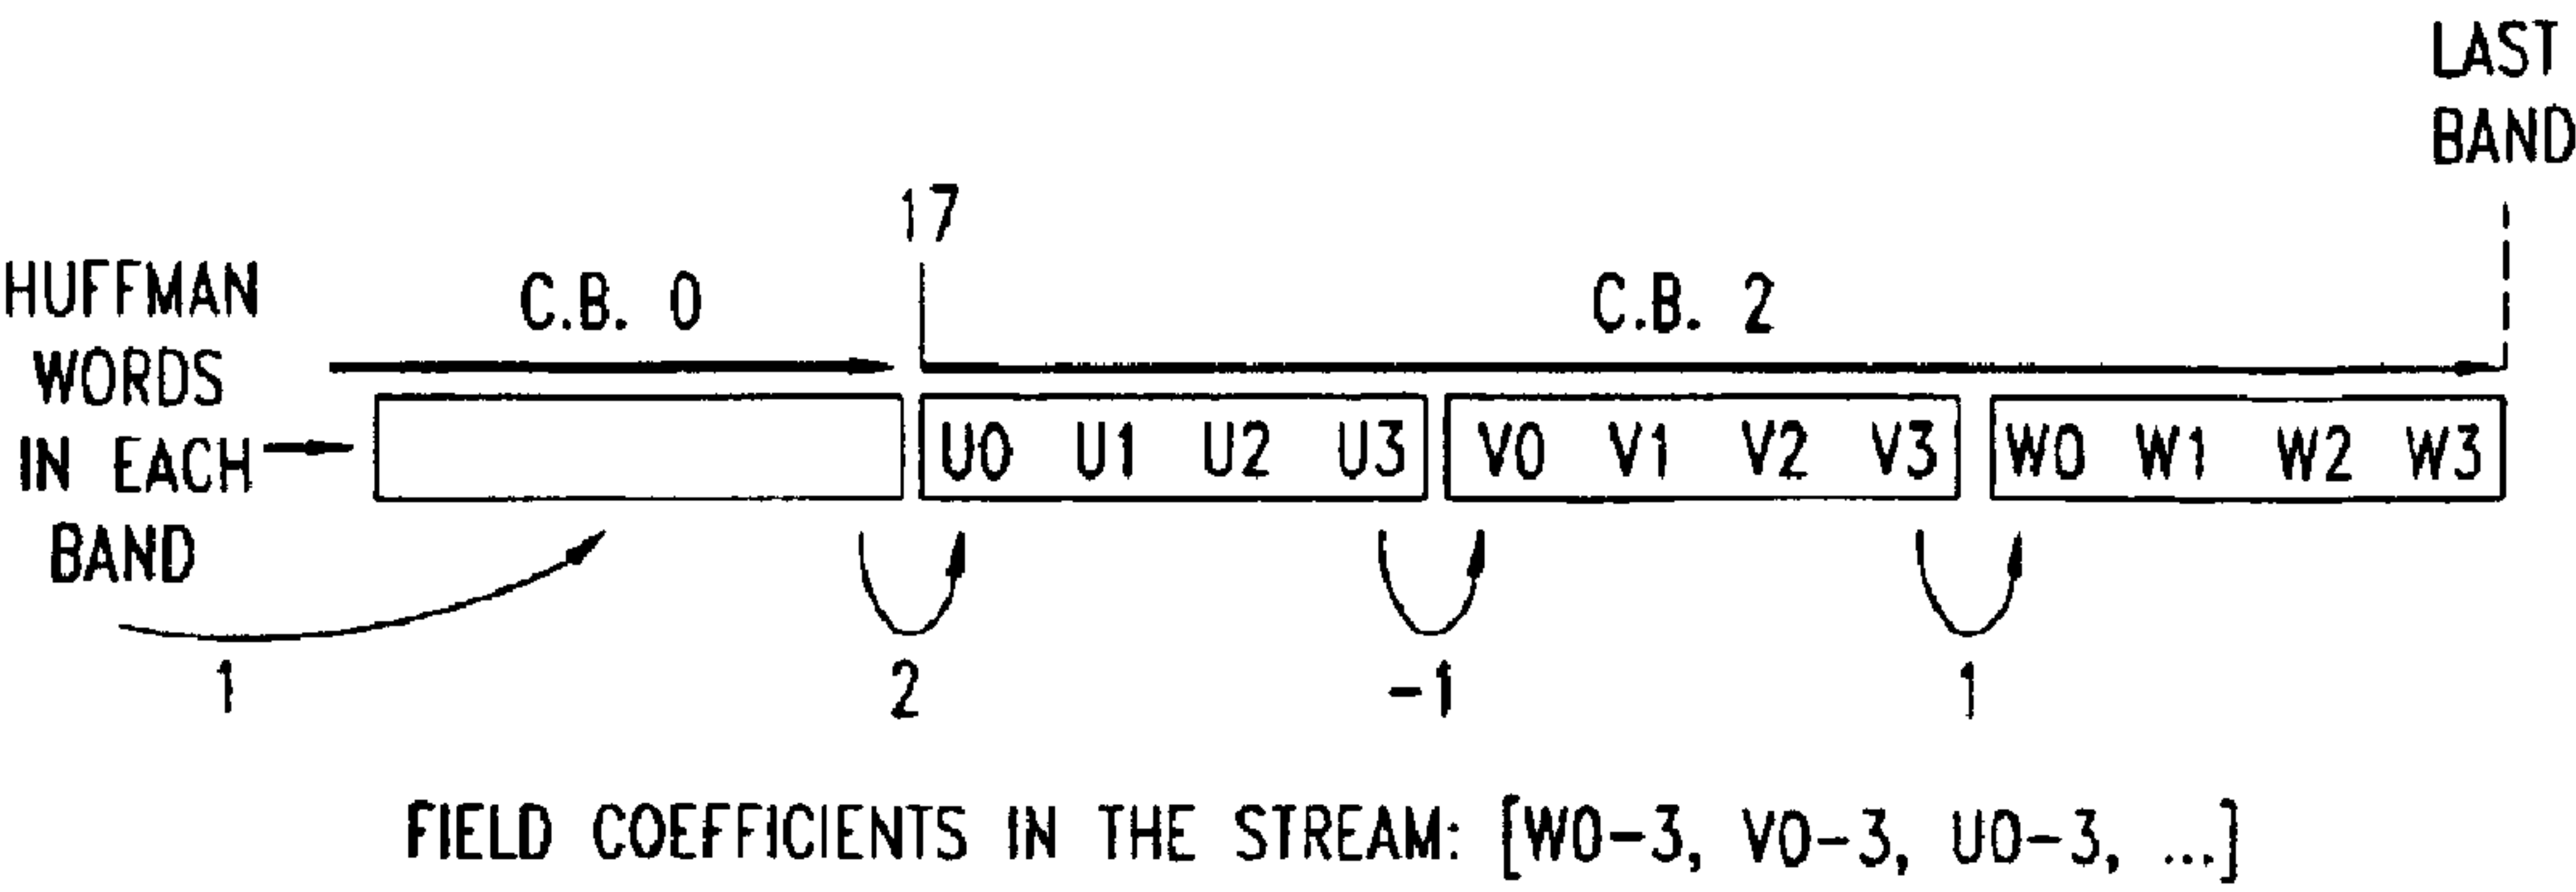 LAST
BAND
17
HUFFMAN
WORDS
IN EACH
BAND
C.B. 0
C.B. 2
U0 U1 U2 U3
V0 V1 V2 V3
W0 W1 W2 W3
1
2
-1
1
FIELD COEFFICIENTS IN THE STREAM: [W0-3, V0-3, U0-3, ...]